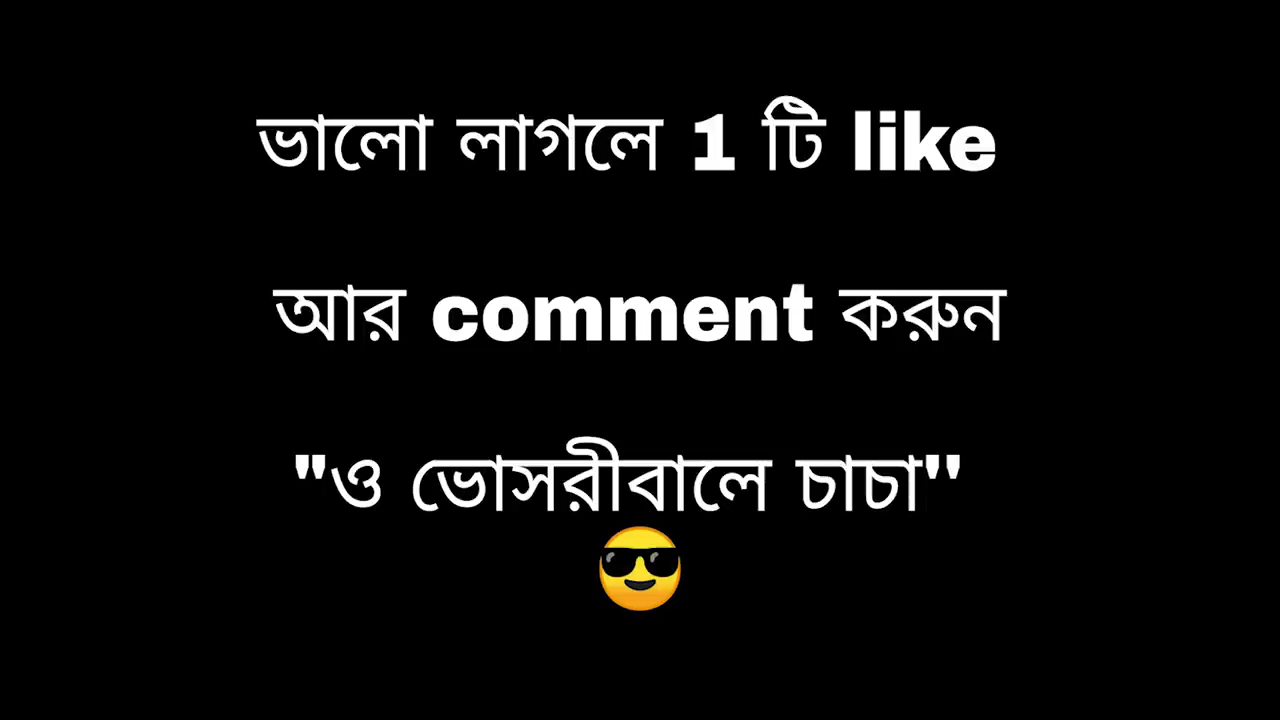 ভালো লাগলে 1 টি like
আর comment করুন
"ও ভোসরীবালে চাচা"
😎